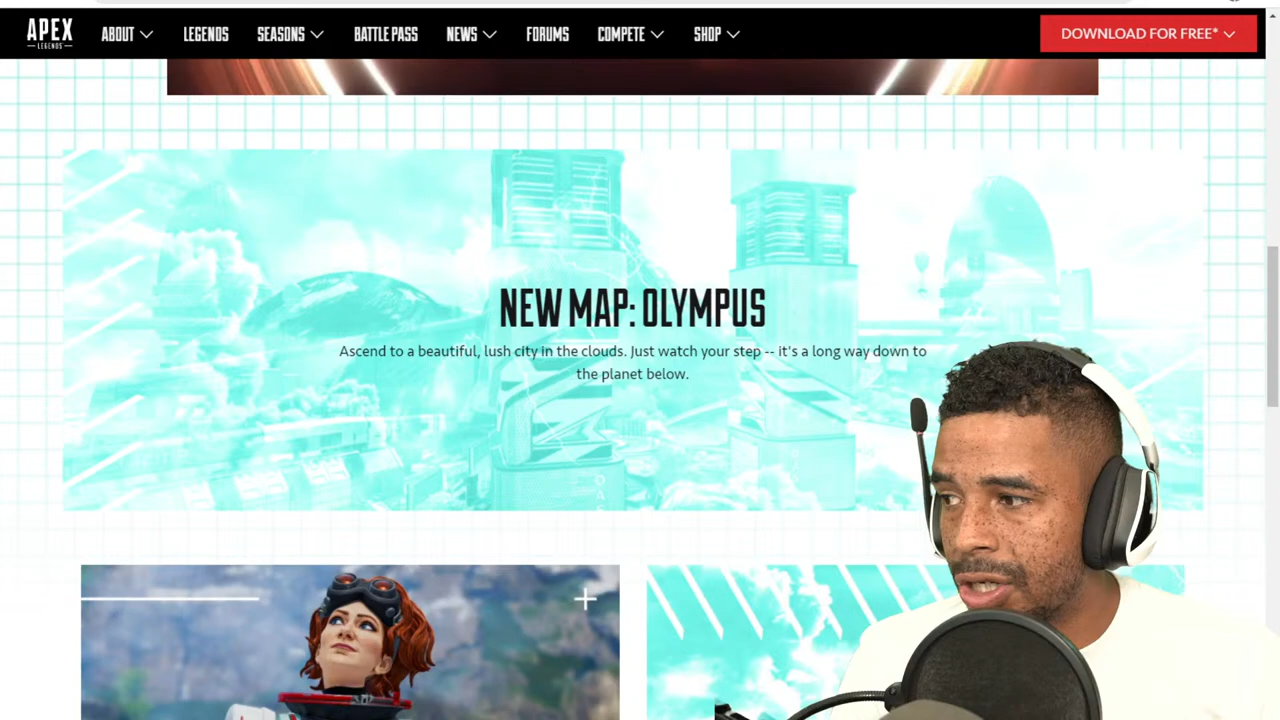 APEX
LEGENDS
ABOUT
LEGENDS
SEASONS
BATTLE PASS
NEWS
FORUMS
COMPETE
SHOP
DOWNLOAD FOR FREE*
NEW MAP: OLYMPUS
Ascend to a beautiful, lush city in the clouds. Just watch your step -- it's a long way down to
the planet below.